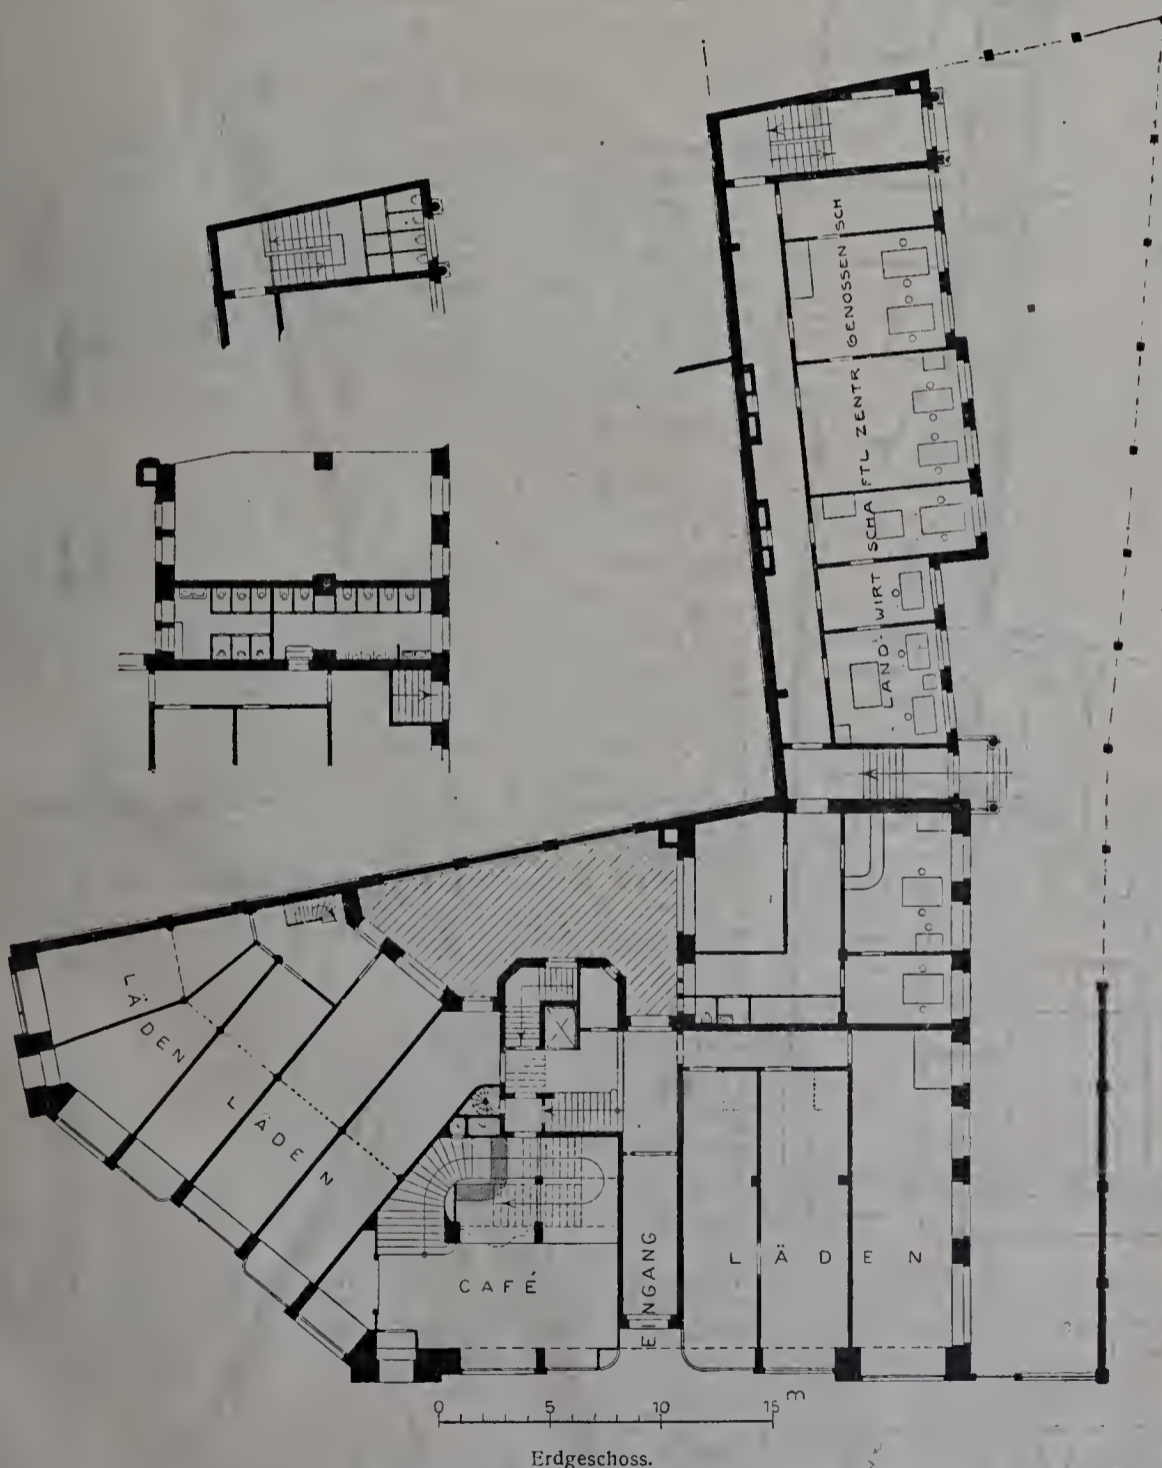 LAND. WIRT SCHA FTL ZENTR GENOSSEN SCH
LÄDEN
LÄDEN
CAFÉ
EINGANG
LÄDEN
0 5 10 15 m
Erdgeschoss.